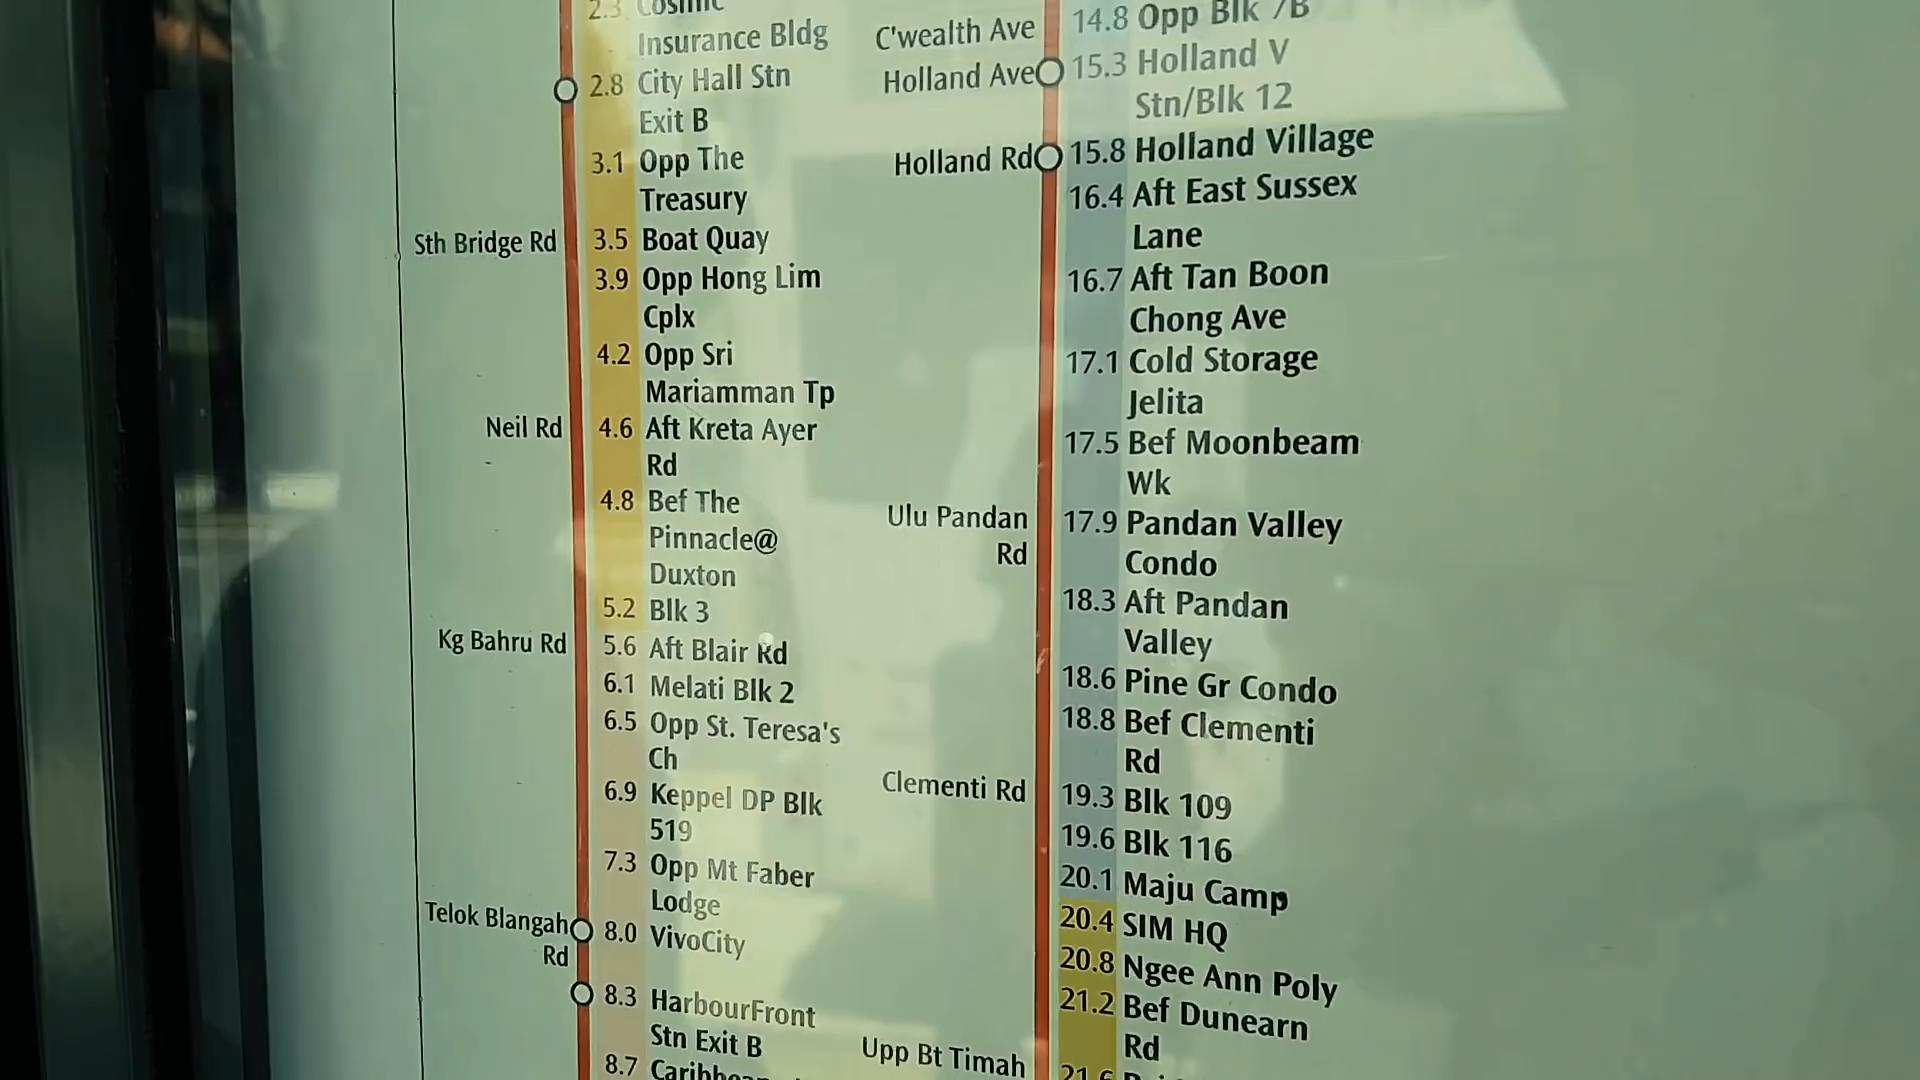 2.3 Cosmic
Insurance Bldg
2.8 City Hall Stn
Exit B
3.1 Opp The
Treasury
Sth Bridge Rd 3.5 Boat Quay
3.9 Opp Hong Lim
Cplx
4.2 Opp Sri
Mariamman Tp
Neil Rd 4.6 Aft Kreta Ayer
Rd
4.8 Bef The
Pinnacle@
Duxton
5.2 Blk 3
Kg Bahru Rd 5.6 Aft Blair Rd
6.1 Melati Blk 2
6.5 Opp St. Teresa's
Ch
6.9 Keppel DP Blk
519
7.3 Opp Mt Faber
Lodge
Telok Blangah 8.0 VivoCity
Rd
8.3 HarbourFront
Stn Exit B
8.7
14.8 Opp Blk 7B
C'wealth Ave
Holland Ave 15.3 Holland V
Stn/Blk 12
Holland Rd 15.8 Holland Village
16.4 Aft East Sussex
Lane
16.7 Aft Tan Boon
Chong Ave
17.1 Cold Storage
Jelita
17.5 Bef Moonbeam
Wk
Ulu Pandan 17.9 Pandan Valley
Rd Condo
18.3 Aft Pandan
Valley
18.6 Pine Gr Condo
18.8 Bef Clementi
Rd
Clementi Rd 19.3 Blk 109
19.6 Blk 116
20.1 Maju Camp
20.4 SIM HQ
20.8 Ngee Ann Poly
21.2 Bef Dunearn
Rd
Upp Bt Timah
21.6